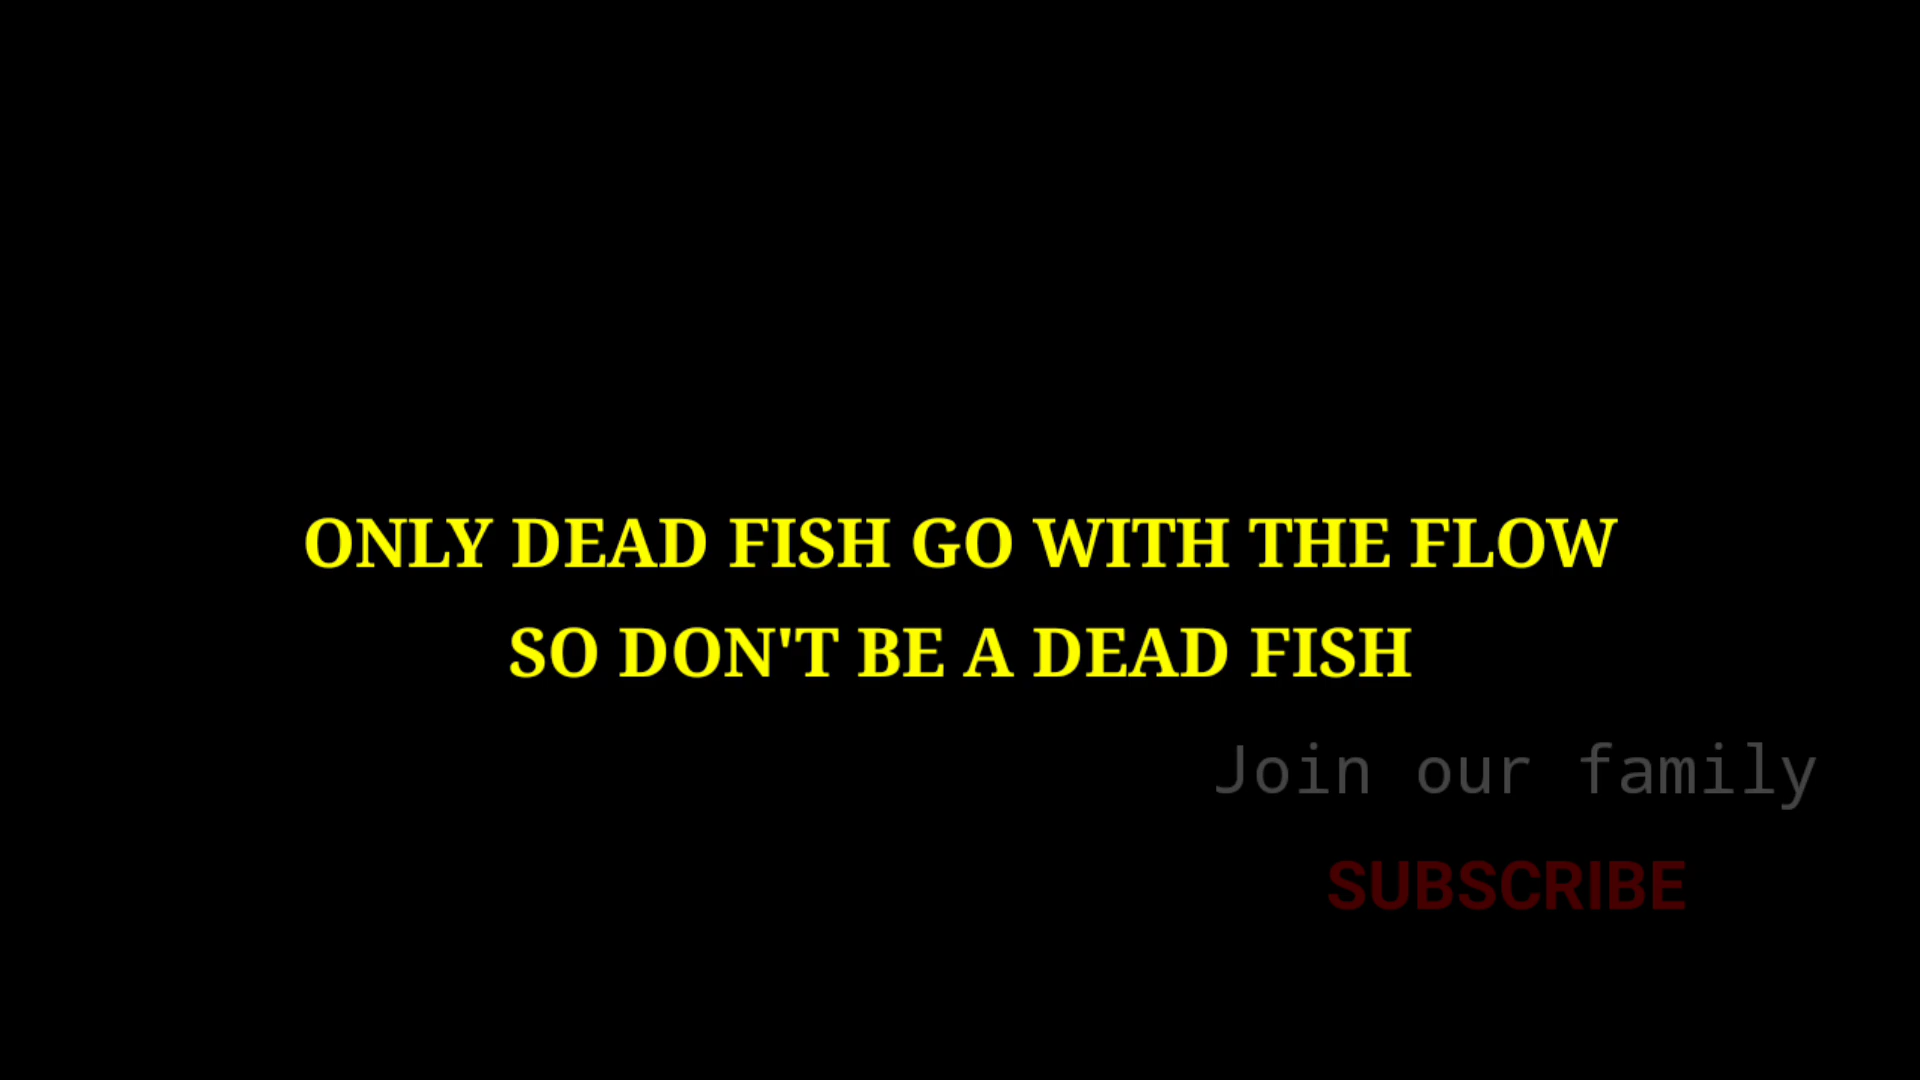 ONLY DEAD FISH GO WITH THE FLOW
SO DON'T BE A DEAD FISH
Join our family
SUBSCRIBE